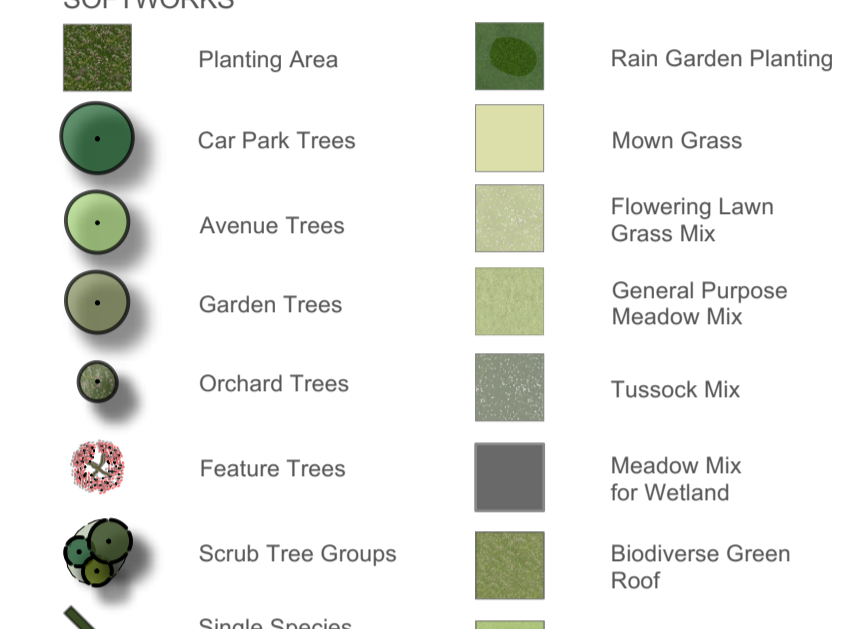 SOFTWORKS
Planting Area
Car Park Trees
Avenue Trees
Garden Trees
Orchard Trees
Feature Trees
Scrub Tree Groups
Single Species
Rain Garden Planting
Mown Grass
Flowering Lawn
Grass Mix
General Purpose
Meadow Mix
Tussock Mix
Meadow Mix
for Wetland
Biodiverse Green
Roof